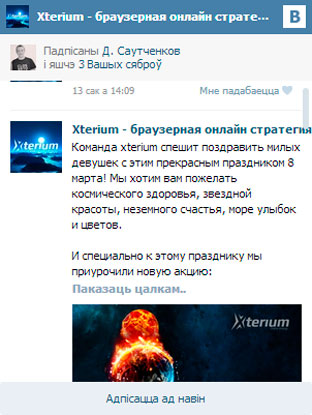 Xterium - браузерная онлайн страте...
B
Падпісаны Д. Саутченков
і яшчэ 3 Вашых сяброў
13 сак а 14:09
Мне падабаецца
Xterium - браузерная онлайн стратегия
Xterium
Команда xterium спешит поздравить милых
девушек с этим прекрасным праздником 8
марта! Мы хотим вам пожелать
космического здоровья, звездной
красоты, неземного счастья, море улыбок
и цветов.
И специально к этому празднику мы
приурочили новую акцию:
Паказаць цалкам..
Xterium
Адпісацца ад навін